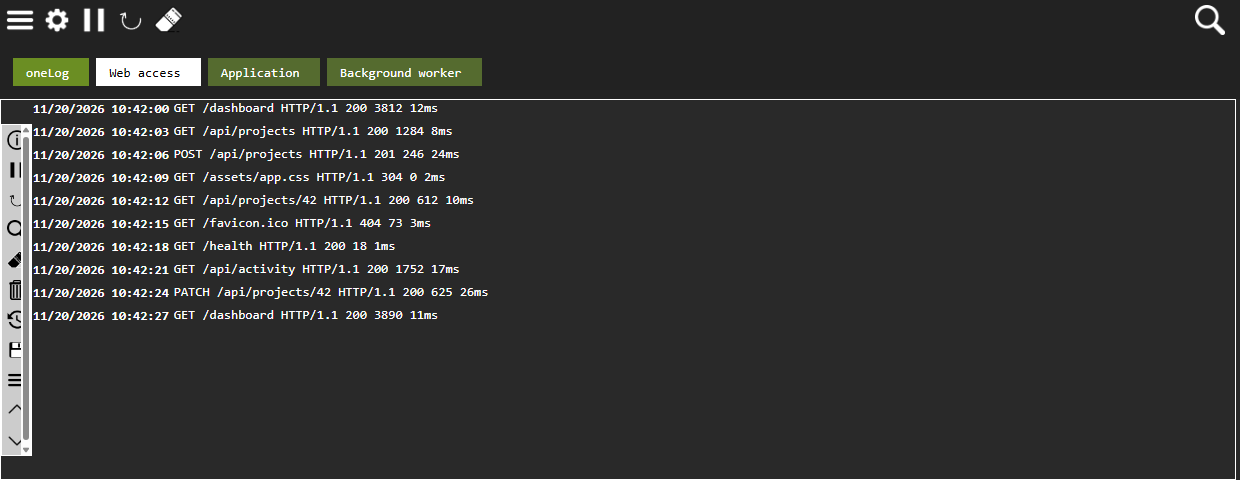 oneLog Web access Application Background worker
11/20/2026 10:42:00 GET /dashboard HTTP/1.1 200 3812 12ms
11/20/2026 10:42:03 GET /api/projects HTTP/1.1 200 1284 8ms
11/20/2026 10:42:06 POST /api/projects HTTP/1.1 201 246 24ms
11/20/2026 10:42:09 GET /assets/app.css HTTP/1.1 304 0 2ms
11/20/2026 10:42:12 GET /api/projects/42 HTTP/1.1 200 612 10ms
11/20/2026 10:42:15 GET /favicon.ico HTTP/1.1 404 73 3ms
11/20/2026 10:42:18 GET /health HTTP/1.1 200 18 1ms
11/20/2026 10:42:21 GET /api/activity HTTP/1.1 200 1752 17ms
11/20/2026 10:42:24 PATCH /api/projects/42 HTTP/1.1 200 625 26ms
11/20/2026 10:42:27 GET /dashboard HTTP/1.1 200 3890 11ms